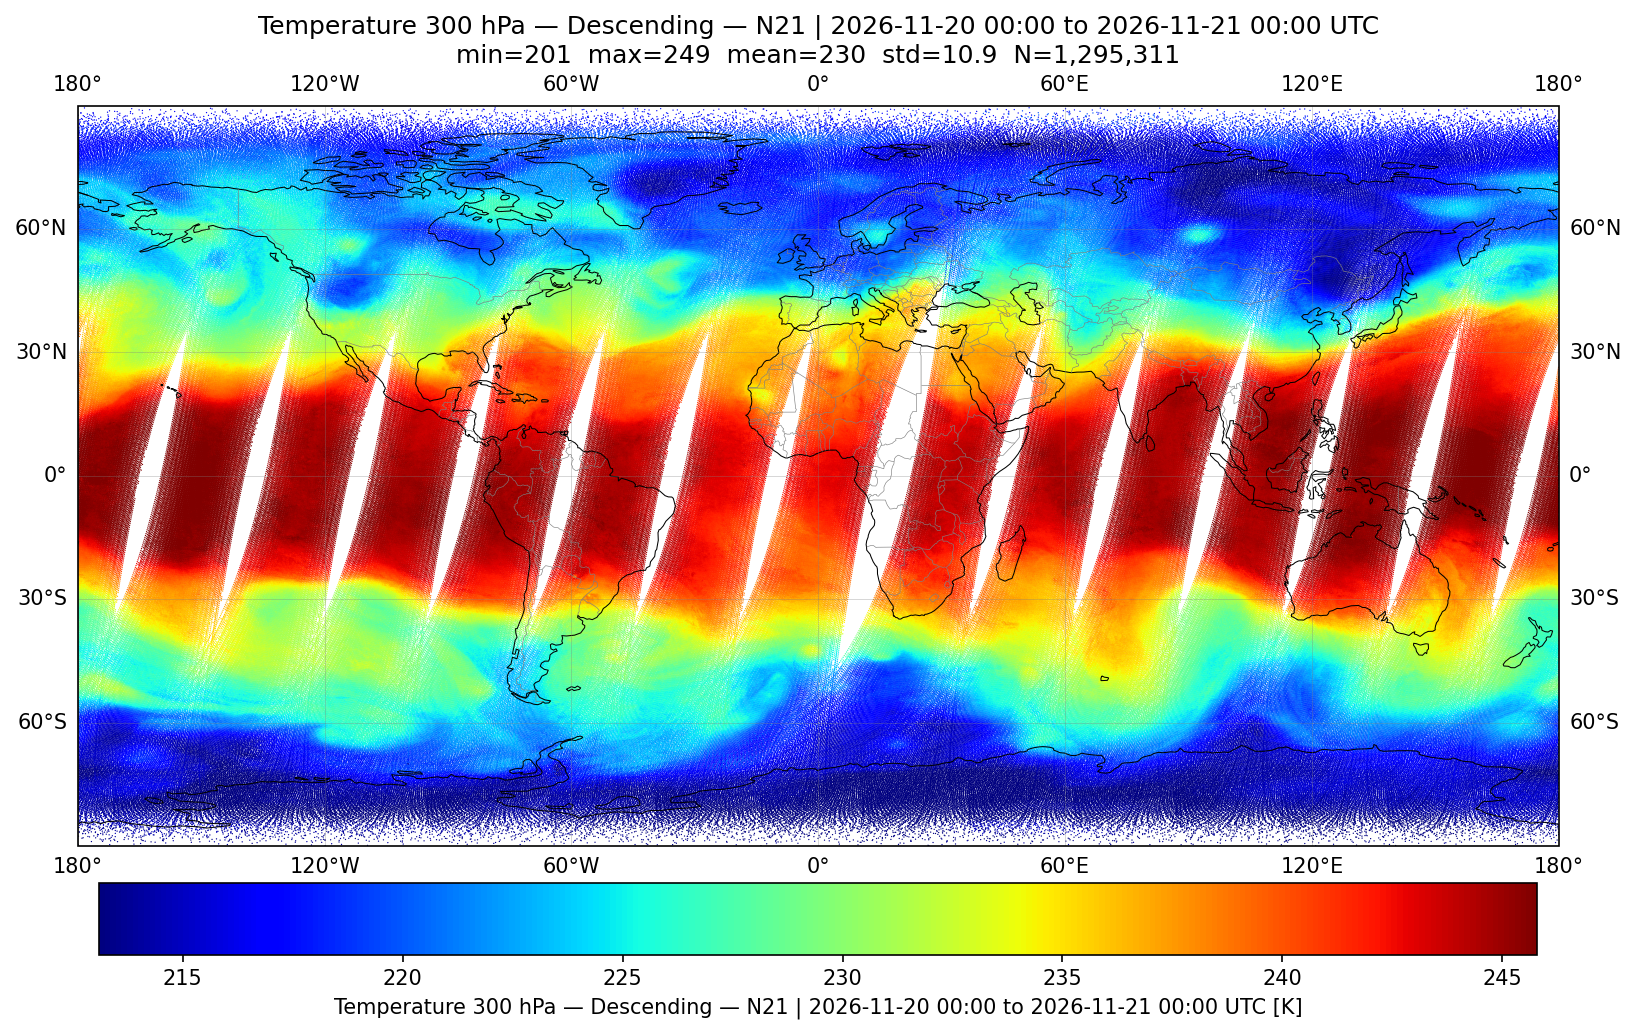 Temperature 300 hPa — Descending — N21 | 2026-11-20 00:00 to 2026-11-21 00:00 UTC
min=201 max=249 mean=230 std=10.9 N=1,295,311
180° 120°W 60°W 0° 60°E 120°E 180°
60°N 60°N
30°N 30°N
0° 0°
30°S 30°S
60°S 60°S
180° 120°W 60°W 0° 60°E 120°E 180°
215 220 225 230 235 240 245
Temperature 300 hPa — Descending — N21 | 2026-11-20 00:00 to 2026-11-21 00:00 UTC [K]